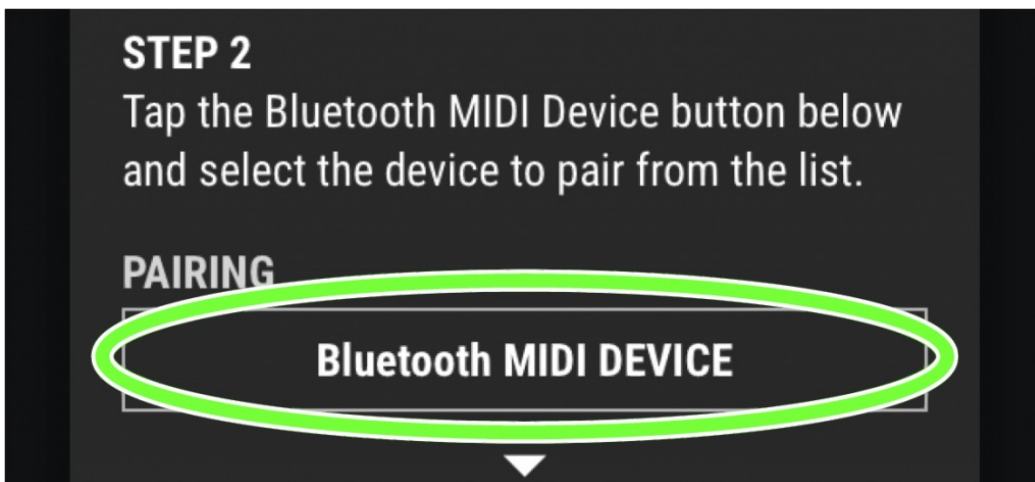 STEP 2
Tap the Bluetooth MIDI Device button below
and select the device to pair from the list.
PAIRING
Bluetooth MIDI DEVICE